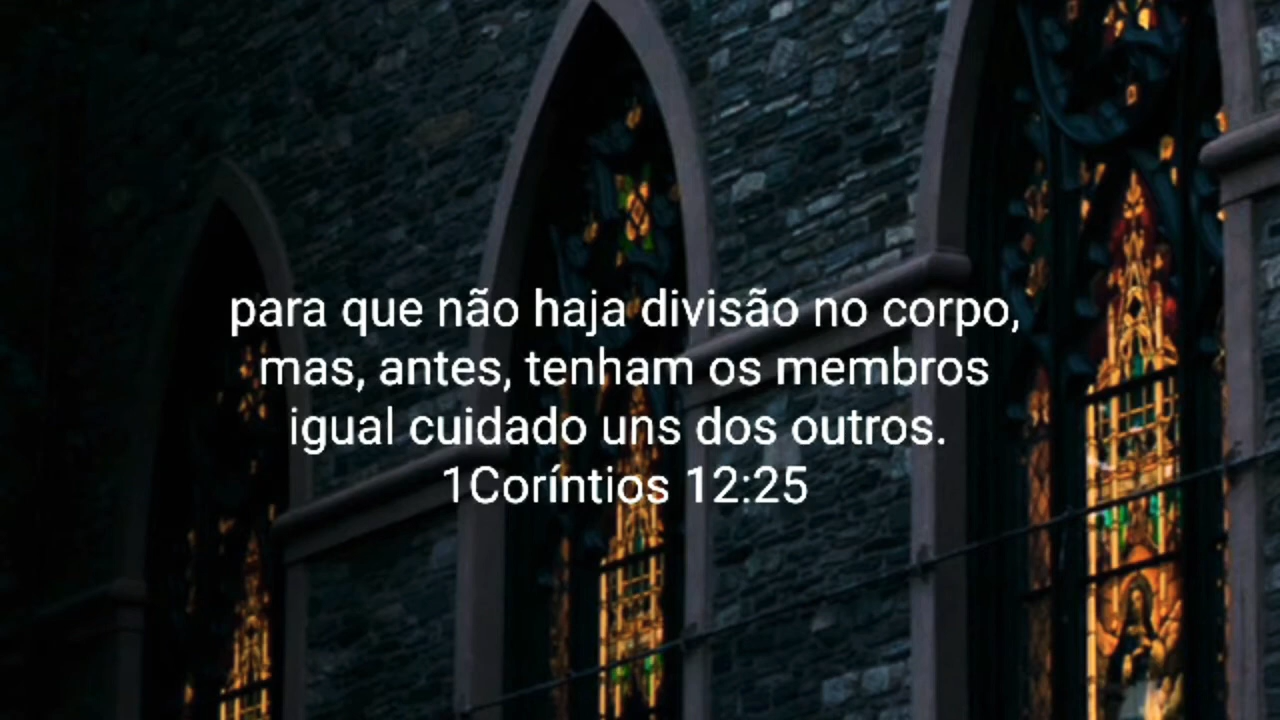 para que não haja divisão no corpo,
mas, antes, tenham os membros
igual cuidado uns dos outros.
1Coríntios 12:25